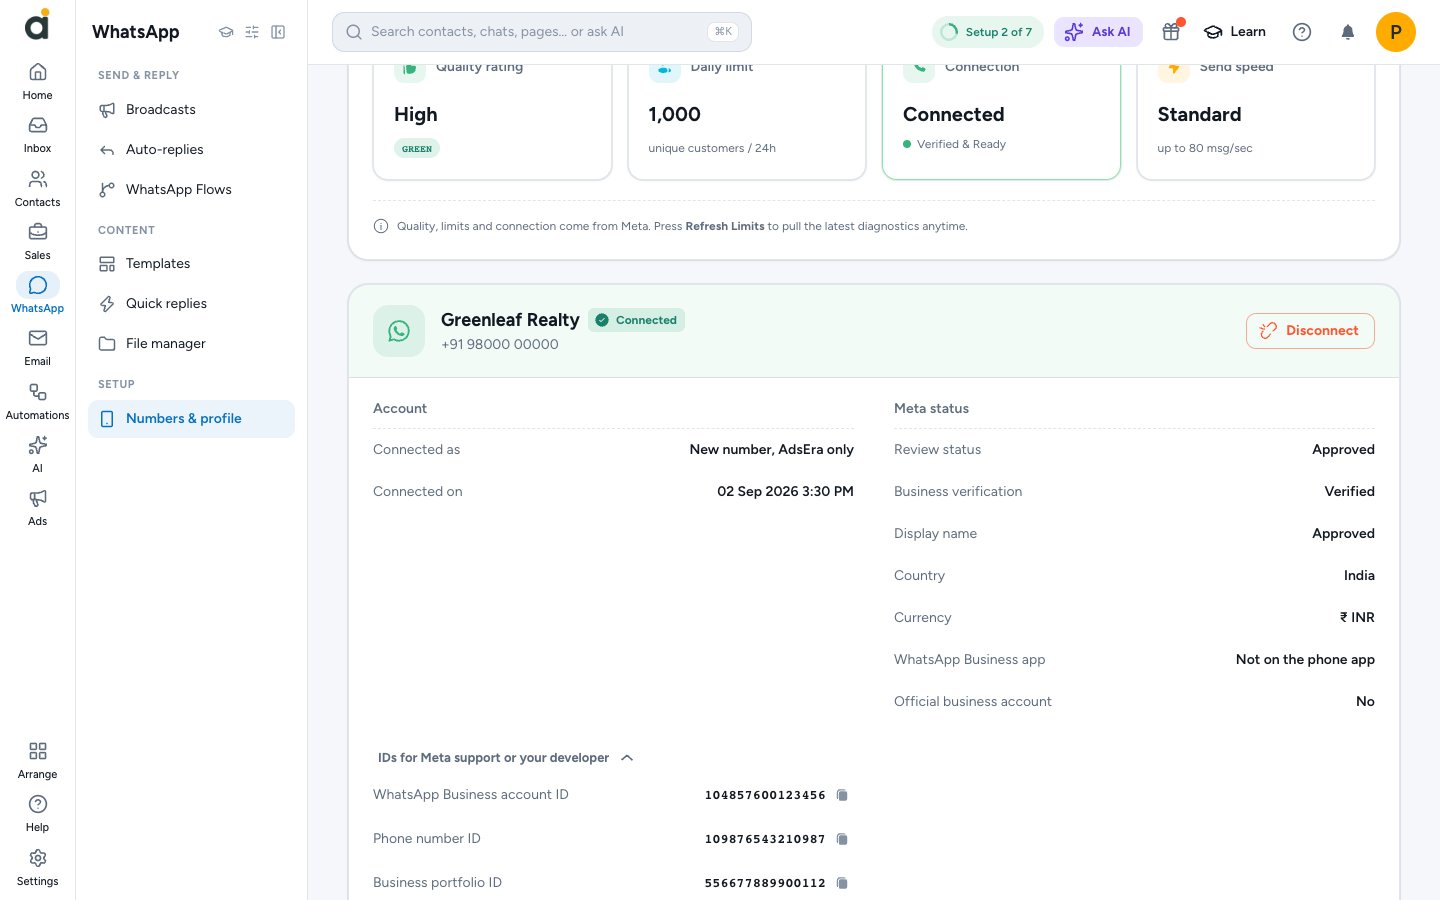 WhatsApp
Search contacts, chats, pages... or ask AI
⌘K
Setup 2 of 7
Ask AI
Learn
P
Home
Inbox
Contacts
Sales
WhatsApp
Email
Automations
AI
Ads
Arrange
Help
Settings
SEND & REPLY
Broadcasts
Auto-replies
WhatsApp Flows
CONTENT
Templates
Quick replies
File manager
SETUP
Numbers & profile
Quality rating
High
GREEN
Daily limit
1,000
unique customers / 24h
Connection
Connected
Verified & Ready
Send speed
Standard
up to 80 msg/sec
Quality, limits and connection come from Meta. Press Refresh Limits to pull the latest diagnostics anytime.
Greenleaf Realty
Connected
+91 98000 00000
Disconnect
Account
Connected as New number, AdsEra only
Connected on 02 Sep 2026 3:30 PM
Meta status
Review status Approved
Business verification Verified
Display name Approved
Country India
Currency ₹ INR
WhatsApp Business app Not on the phone app
Official business account No
IDs for Meta support or your developer
WhatsApp Business account ID 104857600123456
Phone number ID 109876543210987
Business portfolio ID 556677889900112